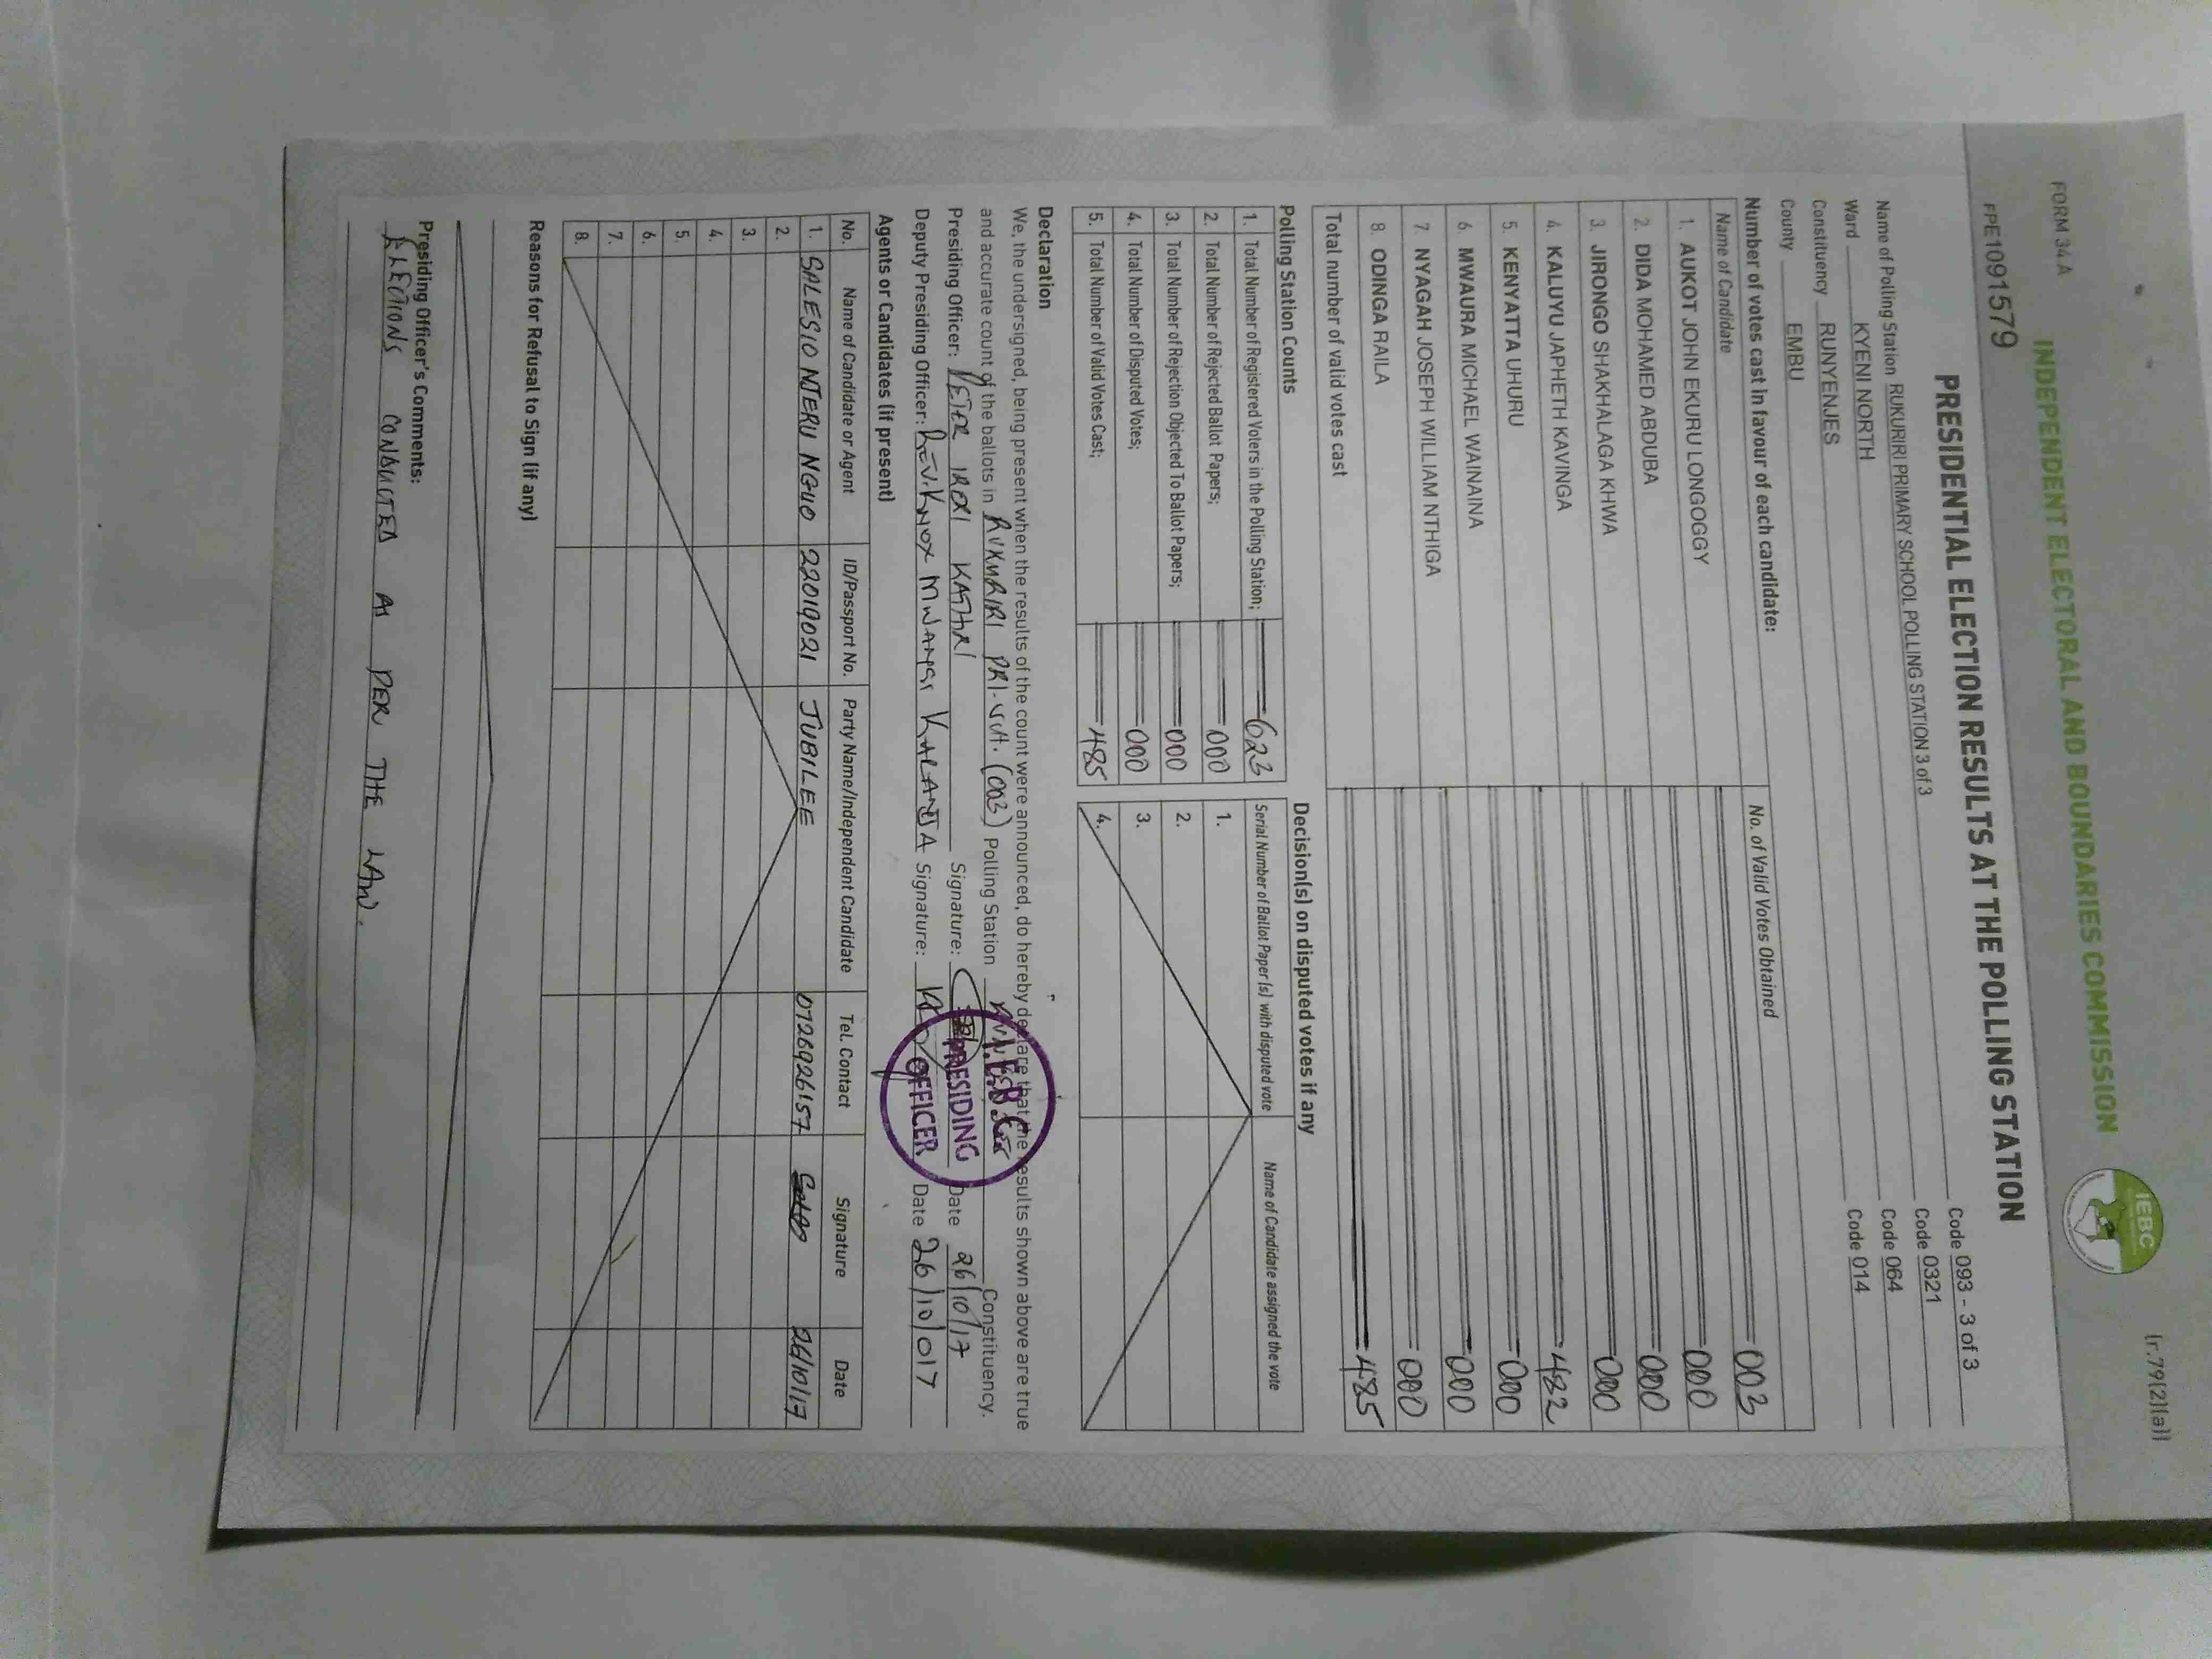 FORM 34 A
(r.79(2)(a))
INDEPENDENT ELECTORAL AND BOUNDARIES COMMISSION
IEBC
FPE1091579
PRESIDENTIAL ELECTION RESULTS AT THE POLLING STATION
Name of Polling Station RUKURIRI PRIMARY SCHOOL POLLING STATION 3 of 3 Code 093 - 3 of 3
Ward KYENI NORTH Code 0321
Constituency RUNYENJES Code 064
County EMBU Code 014
Number of votes cast in favour of each candidate:
Name of Candidate No. of Valid Votes Obtained
1. AUKOT JOHN EKURU LONGOGGY 003
2. DIDA MOHAMED ABDUBA 000
3. JIRONGO SHAKHALAGA KHWA 000
4. KALUYU JAPHETH KAVINGA 000
5. KENYATTA UHURU 482
6. MWAURA MICHAEL WAINAINA 000
7. NYAGAH JOSEPH WILLIAM NTHIGA 000
8. ODINGA RAILA 000
Total number of valid votes cast 485
Polling Station Counts
1. Total Number of Registered Voters in the Polling Station; 623
2. Total Number of Rejected Ballot Papers; 000
3. Total Number of Rejection Objected To Ballot Papers; 000
4. Total Number of Disputed Votes; 000
5. Total Number of Valid Votes Cast; 485
Decision(s) on disputed votes if any
Serial Number of Ballot Paper (s) with disputed vote Name of Candidate assigned the vote
1.
2.
3.
4.
Declaration
We, the undersigned, being present when the results of the count were announced, do hereby declare that the results shown above are true
and accurate count of the ballots in RUKURIRI PRI-SCH. (003) Polling Station Constituency.
Presiding Officer: PETER IRERI Signature: Date 26/10/17
Deputy Presiding Officer: Signature: Date 26/10/017
I.E.B.C
PRESIDING
OFFICER
Agents or Candidates (if present)
No. Name of Candidate or Agent ID/Passport No. Party Name/Independent Candidate Tel. Contact Signature Date
1. SALESIO NTERU NGUO 22019021 JUBILEE 0726926157 26/10/17
2.
3.
4.
5.
6.
7.
8.
Reasons for Refusal to Sign (if any)
Presiding Officer's Comments:
ELECTIONS CONDUCTED AS PER THE LAW.